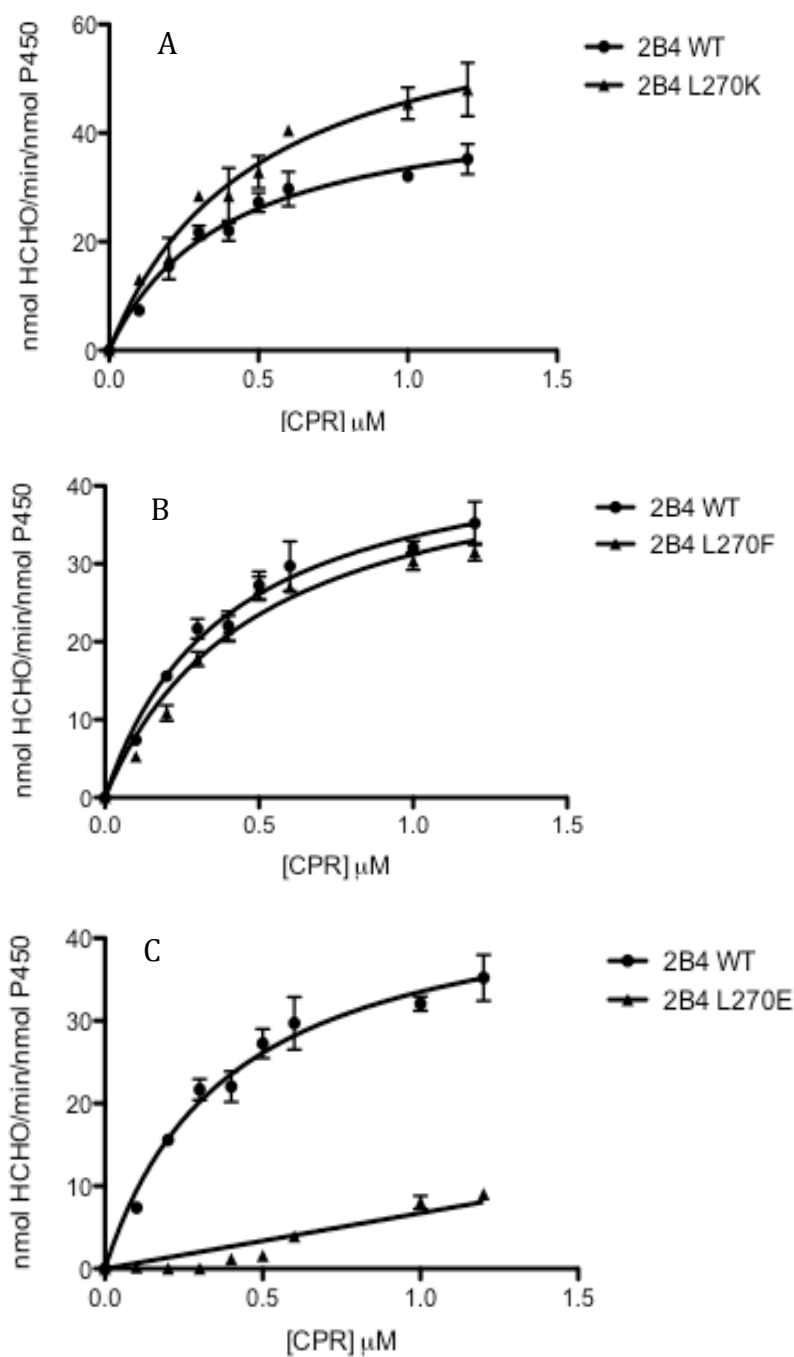 A
nmol HCHO/min/nmol P450
60
40
20
0
0.0 0.5 1.0 1.5
[CPR] μM
2B4 WT
2B4 L270K
B
nmol HCHO/min/nmol P450
40
30
20
10
0
0.0 0.5 1.0 1.5
[CPR] μM
2B4 WT
2B4 L270F
C
nmol HCHO/min/nmol P450
40
30
20
10
0
0.0 0.5 1.0 1.5
[CPR] μM
2B4 WT
2B4 L270E